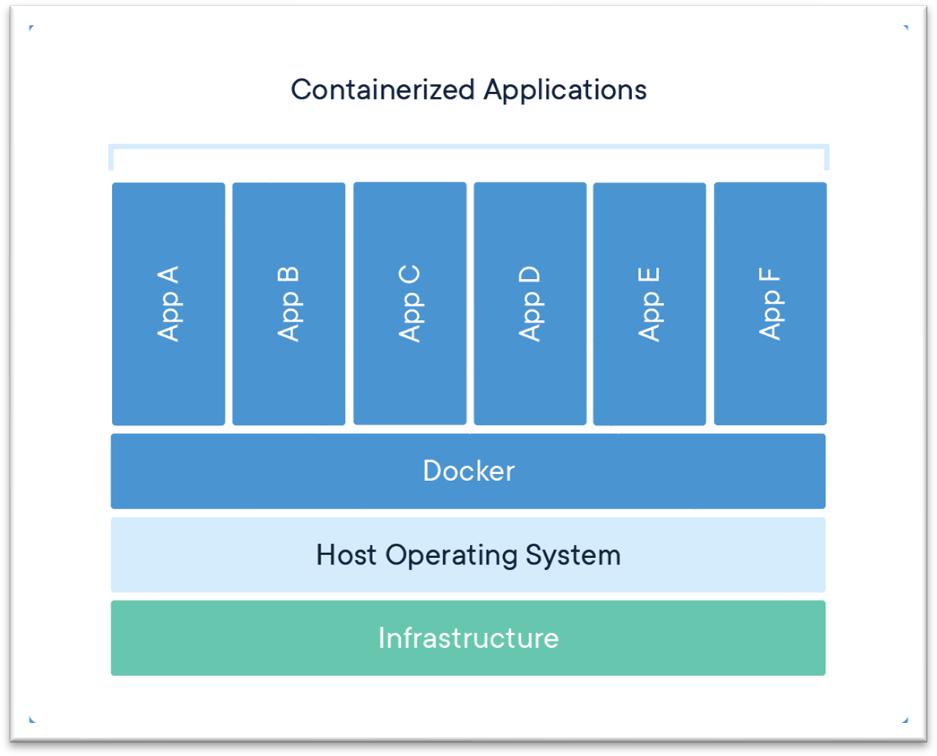 Containerized Applications
App A
App B
App C
App D
App E
App F
Docker
Host Operating System
Infrastructure